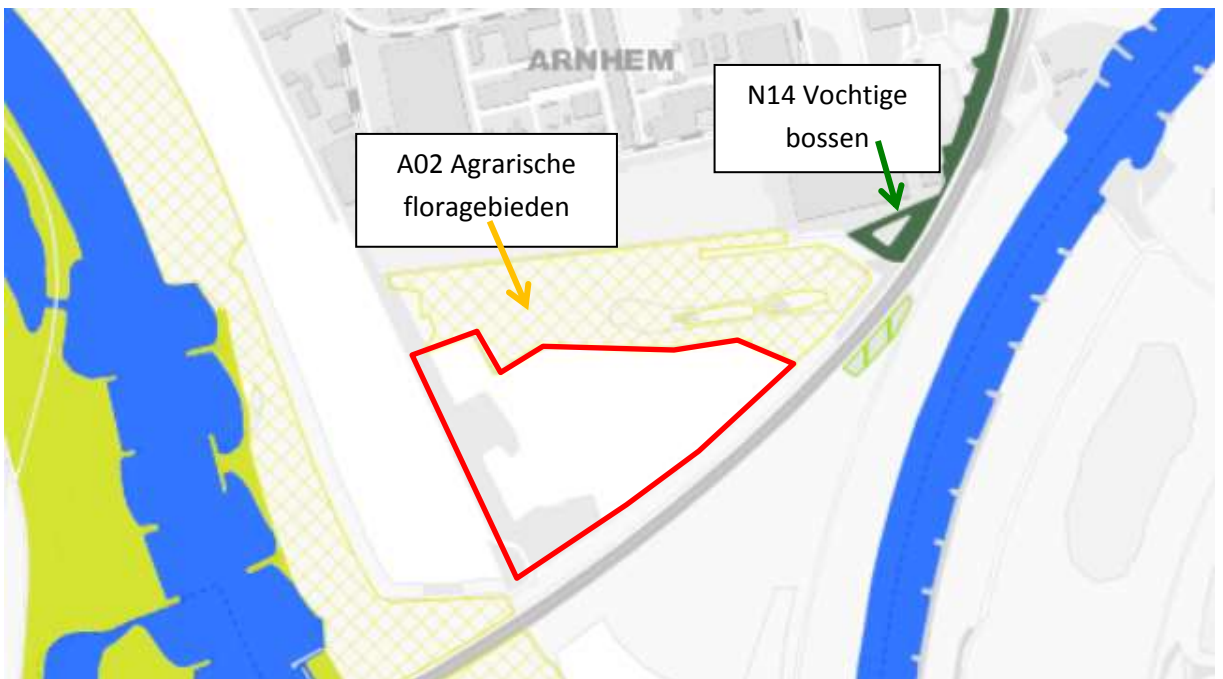 ARNHEM
N14 Vochtige
bossen
A02 Agrarische
floragebieden